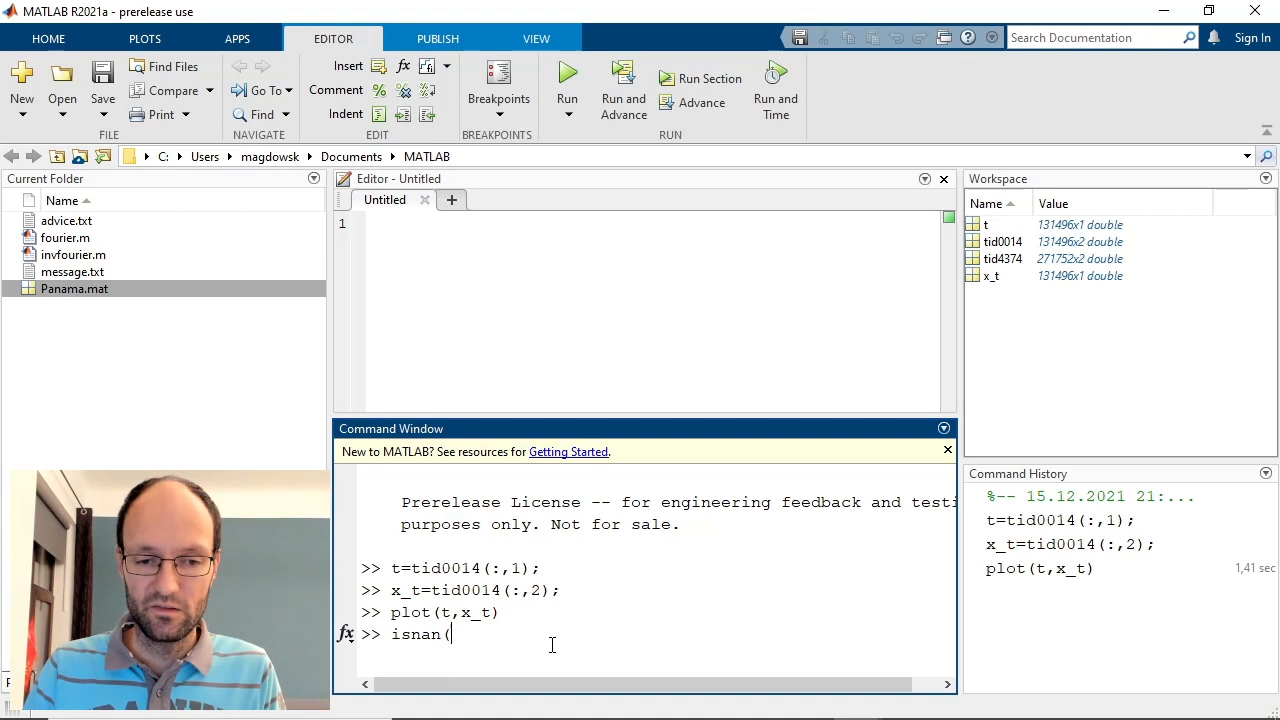 MATLAB R2021a - prerelease use
HOME PLOTS APPS EDITOR PUBLISH VIEW Search Documentation Sign In
New Open Save Find Files Compare Print
Go To Find
Insert fx
Comment
Indent
Breakpoints Run Run and Advance Run Section Advance Run and Time
FILE NAVIGATE EDIT BREAKPOINTS RUN
C: Users magdowsk Documents MATLAB
Current Folder
Name
advice.txt
fourier.m
invfourier.m
message.txt
Panama.mat
Editor - Untitled
Untitled
1
Command Window
New to MATLAB? See resources for Getting Started.
Prerelease License -- for engineering feedback and testi
purposes only. Not for sale.
>> t=tid0014(:,1);
>> x_t=tid0014(:,2);
>> plot(t,x_t)
fx >> isnan(
Workspace
Name Value
t 131496x1 double
tid0014 131496x2 double
tid4374 271752x2 double
x_t 131496x1 double
Command History
%-- 15.12.2021 21:...
t=tid0014(:,1);
x_t=tid0014(:,2);
plot(t,x_t) 1,41 sec